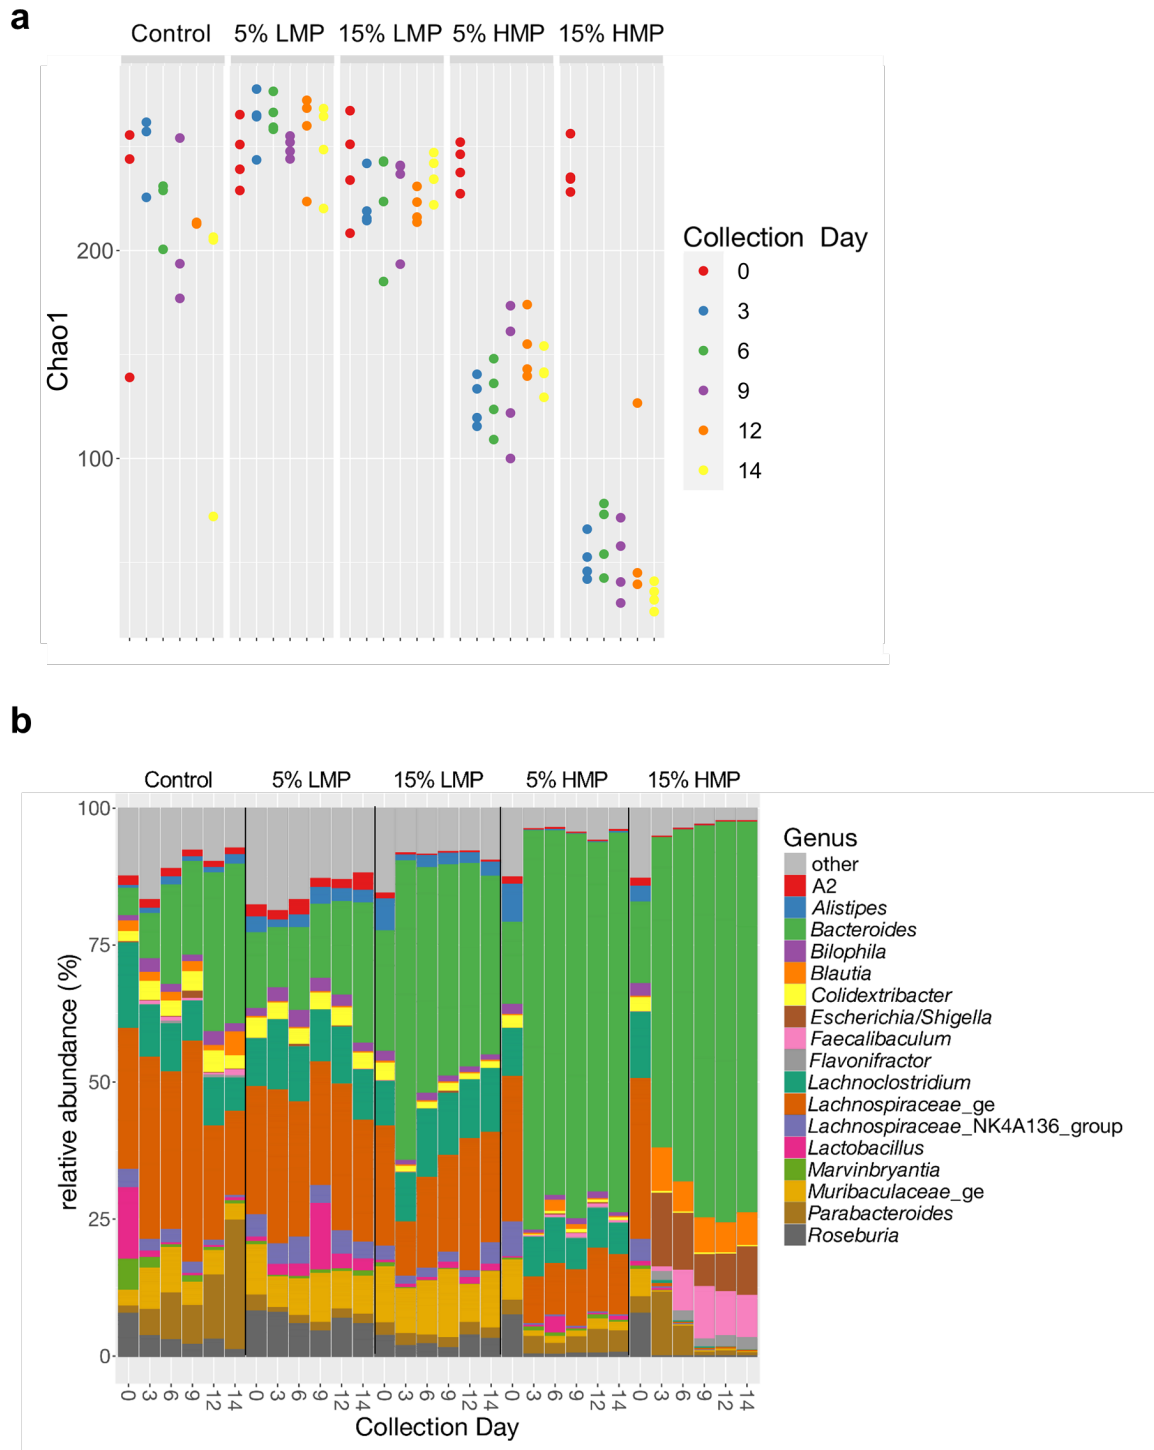 a
Control 5% LMP 15% LMP 5% HMP 15% HMP
Chao1
200
100
Collection Day
0
3
6
9
12
14
b
Control 5% LMP 15% LMP 5% HMP 15% HMP
relative abundance (%)
100
75
50
25
0
0 3 6 9 12 14 0 3 6 9 12 14 0 3 6 9 12 14 0 3 6 9 12 14 0 3 6 9 12 14
Collection Day
Genus
other
A2
Alistipes
Bacteroides
Bilophila
Blautia
Colidextribacter
Escherichia/Shigella
Faecalibaculum
Flavonifractor
Lachnoclostridium
Lachnospiraceae_ge
Lachnospiraceae_NK4A136_group
Lactobacillus
Marvinbryantia
Muribaculaceae_ge
Parabacteroides
Roseburia